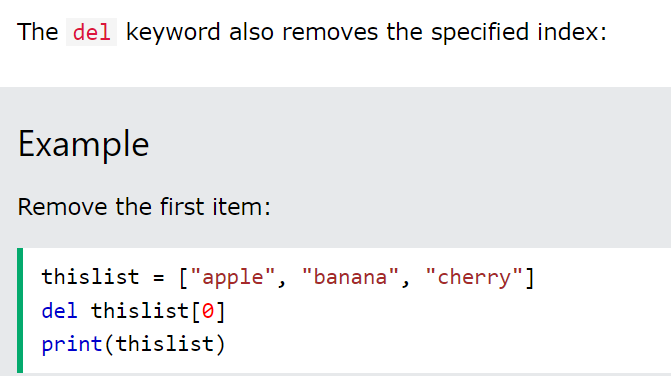 The del keyword also removes the specified index:
Example
Remove the first item:
thislist = ["apple", "banana", "cherry"]
del thislist[0]
print(thislist)